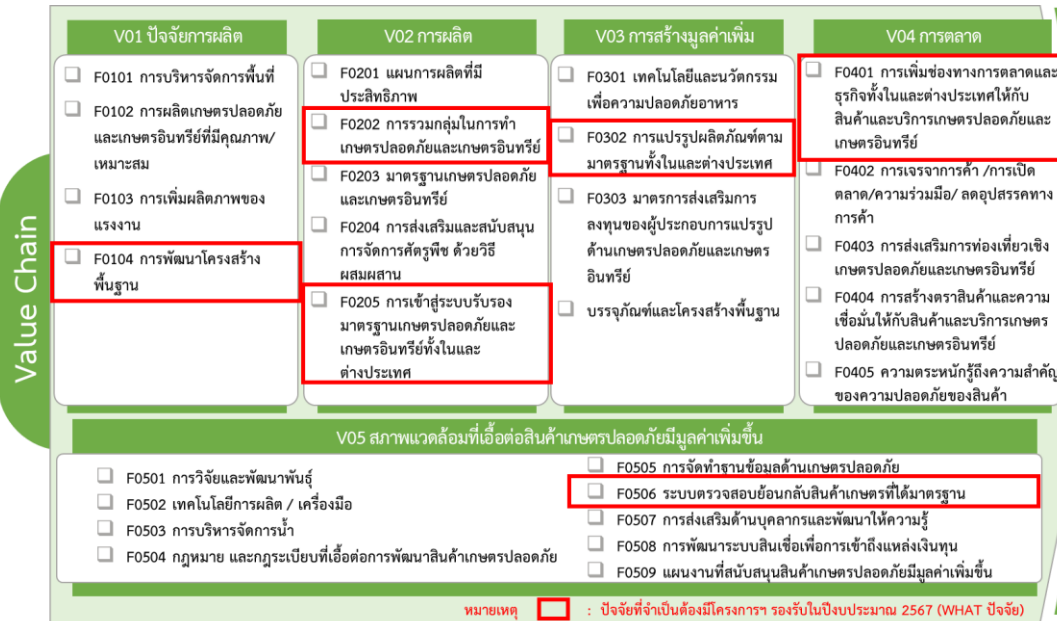 Value Chain
V01 ปัจจัยการผลิต
F0101 การบริหารจัดการพื้นที่
F0102 การผลิตเกษตรปลอดภัย
และเกษตรอินทรีย์ที่มีคุณภาพ/
เหมาะสม
F0103 การเพิ่มผลิตภาพของ
แรงงาน
F0104 การพัฒนาโครงสร้าง
พื้นฐาน
V02 การผลิต
F0201 แผนการผลิตที่มี
ประสิทธิภาพ
F0202 การรวมกลุ่มในการทำ
เกษตรปลอดภัยและเกษตรอินทรีย์
F0203 มาตรฐานเกษตรปลอดภัย
และเกษตรอินทรีย์
F0204 การส่งเสริมและสนับสนุน
การจัดการศัตรูพืช ด้วยวิธี
ผสมผสาน
F0205 การเข้าสู่ระบบรับรอง
มาตรฐานเกษตรปลอดภัยและ
เกษตรอินทรีย์ทั้งในและ
ต่างประเทศ
V03 การสร้างมูลค่าเพิ่ม
F0301 เทคโนโลยีและนวัตกรรม
เพื่อความปลอดภัยอาหาร
F0302 การแปรรูปผลิตภัณฑ์ตาม
มาตรฐานทั้งในและต่างประเทศ
F0303 มาตรการส่งเสริมการ
ลงทุนของผู้ประกอบการแปรรูป
ด้านเกษตรปลอดภัยและเกษตร
อินทรีย์
บรรจุภัณฑ์และโครงสร้างพื้นฐาน
V04 การตลาด
F0401 การเพิ่มช่องทางการตลาดและ
ธุรกิจทั้งในและต่างประเทศให้กับ
สินค้าและบริการเกษตรปลอดภัยและ
เกษตรอินทรีย์
F0402 การเจรจาการค้า /การเปิด
ตลาด/ความร่วมมือ/ ลดอุปสรรคทาง
การค้า
F0403 การส่งเสริมการท่องเที่ยวเชิง
เกษตรปลอดภัยและเกษตรอินทรีย์
F0404 การสร้างตราสินค้าและความ
เชื่อมั่นให้กับสินค้าและบริการเกษตร
ปลอดภัยและเกษตรอินทรีย์
F0405 ความตระหนักรู้ถึงความสำคัญ
ของความปลอดภัยของสินค้า
V05 สภาพแวดล้อมที่เอื้อต่อสินค้าเกษตรปลอดภัยมีมูลค่าเพิ่มขึ้น
F0501 การวิจัยและพัฒนาพันธุ์
F0502 เทคโนโลยีการผลิต / เครื่องมือ
F0503 การบริหารจัดการน้ำ
F0504 กฎหมาย และกฎระเบียบที่เอื้อต่อการพัฒนาสินค้าเกษตรปลอดภัย
F0505 การจัดทำฐานข้อมูลด้านเกษตรปลอดภัย
F0506 ระบบตรวจสอบย้อนกลับสินค้าเกษตรที่ได้มาตรฐาน
F0507 การส่งเสริมด้านบุคลากรและพัฒนาให้ความรู้
F0508 การพัฒนาระบบสินเชื่อเพื่อการเข้าถึงแหล่งเงินทุน
F0509 แผนงานที่สนับสนุนสินค้าเกษตรปลอดภัยมีมูลค่าเพิ่มขึ้น
หมายเหตุ : ปัจจัยที่จำเป็นต้องมีโครงการฯ รองรับในปีงบประมาณ 2567 (WHAT ปัจจัย)